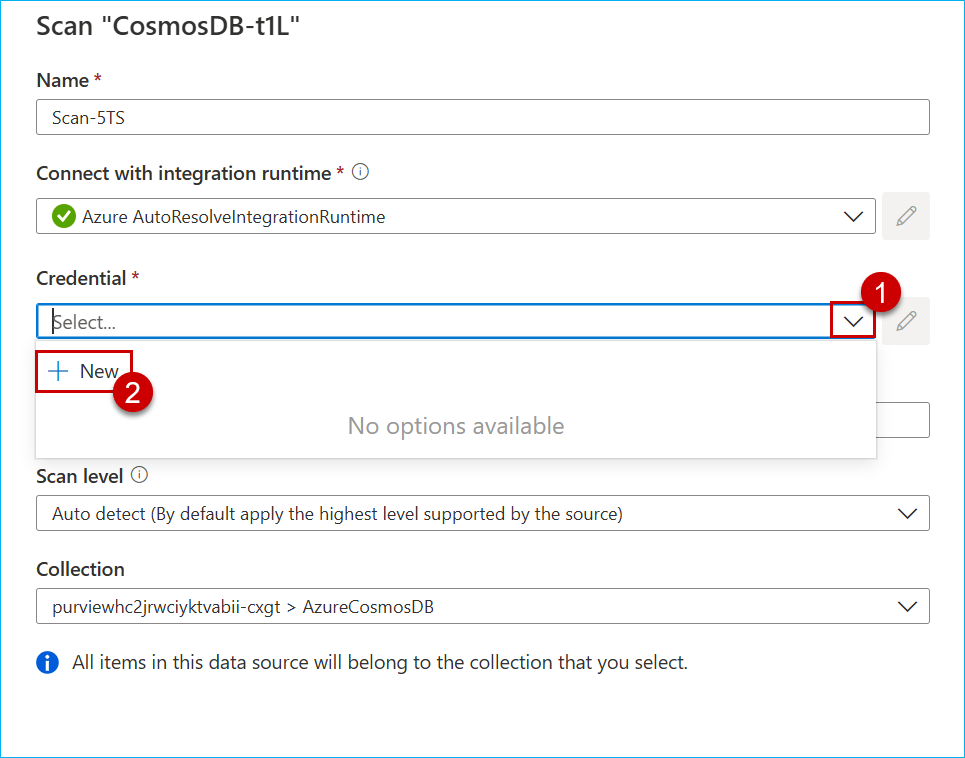 Scan "CosmosDB-t1L"
Name *
Scan-5TS
Connect with integration runtime *
Azure AutoResolveIntegrationRuntime
Credential *
1
Select...
+ New
2
No options available
Scan level
Auto detect (By default apply the highest level supported by the source)
Collection
purviewhc2jrwciyktvabii-cxgt > AzureCosmosDB
All items in this data source will belong to the collection that you select.